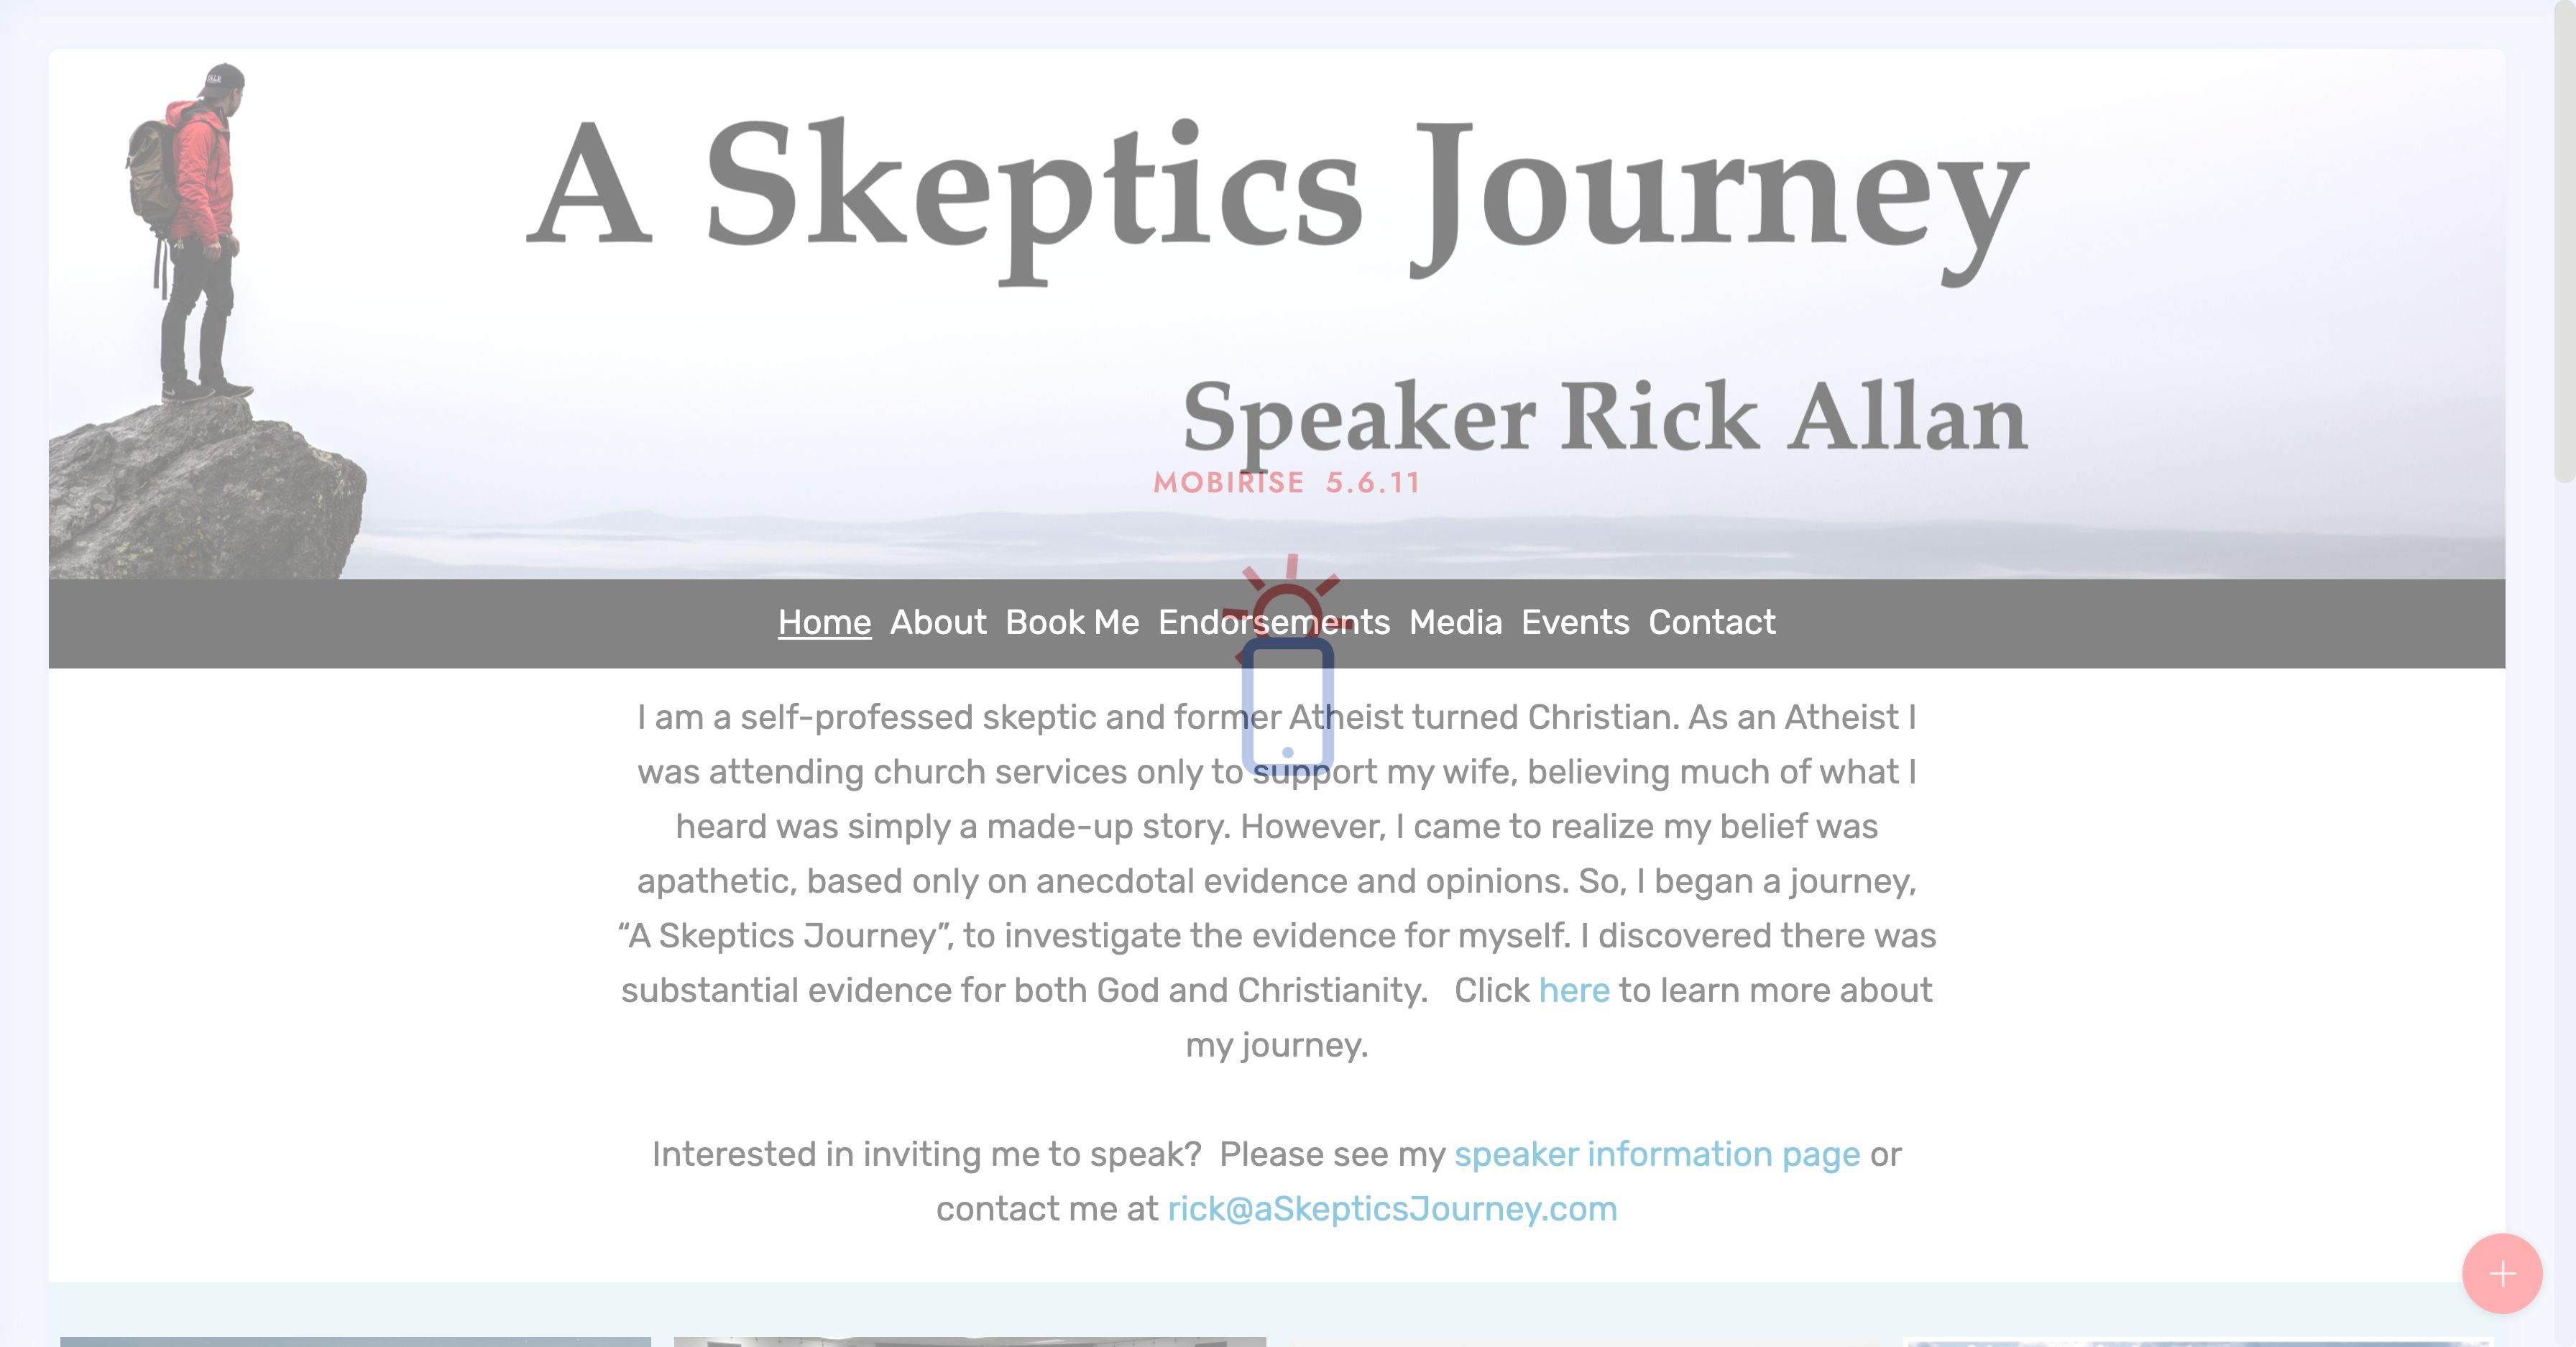 A Skeptics Journey
Speaker Rick Allan
MOBIRISE 5.6.11
Home About Book Me Endorsements Media Events Contact
I am a self-professed skeptic and former Atheist turned Christian. As an Atheist I
was attending church services only to support my wife, believing much of what I
heard was simply a made-up story. However, I came to realize my belief was
apathetic, based only on anecdotal evidence and opinions. So, I began a journey,
“A Skeptics Journey”, to investigate the evidence for myself. I discovered there was
substantial evidence for both God and Christianity. Click here to learn more about
my journey.
Interested in inviting me to speak? Please see my speaker information page or
contact me at rick@aSkepticsJourney.com